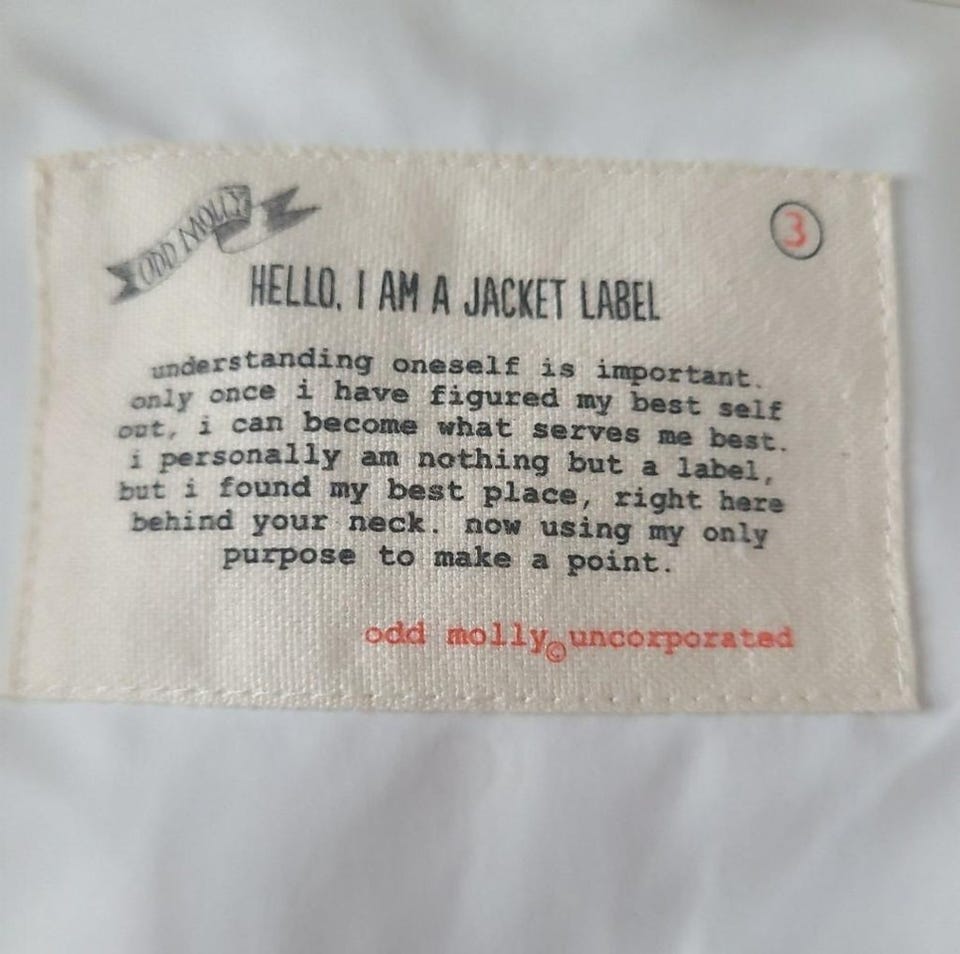 ODD MOLLY
3
HELLO. I AM A JACKET LABEL
understanding oneself is important.
only once i have figured my best self
out, i can become what serves me best.
i personally am nothing but a label,
but i found my best place, right here
behind your neck. now using my only
purpose to make a point.
odd molly©uncorporated